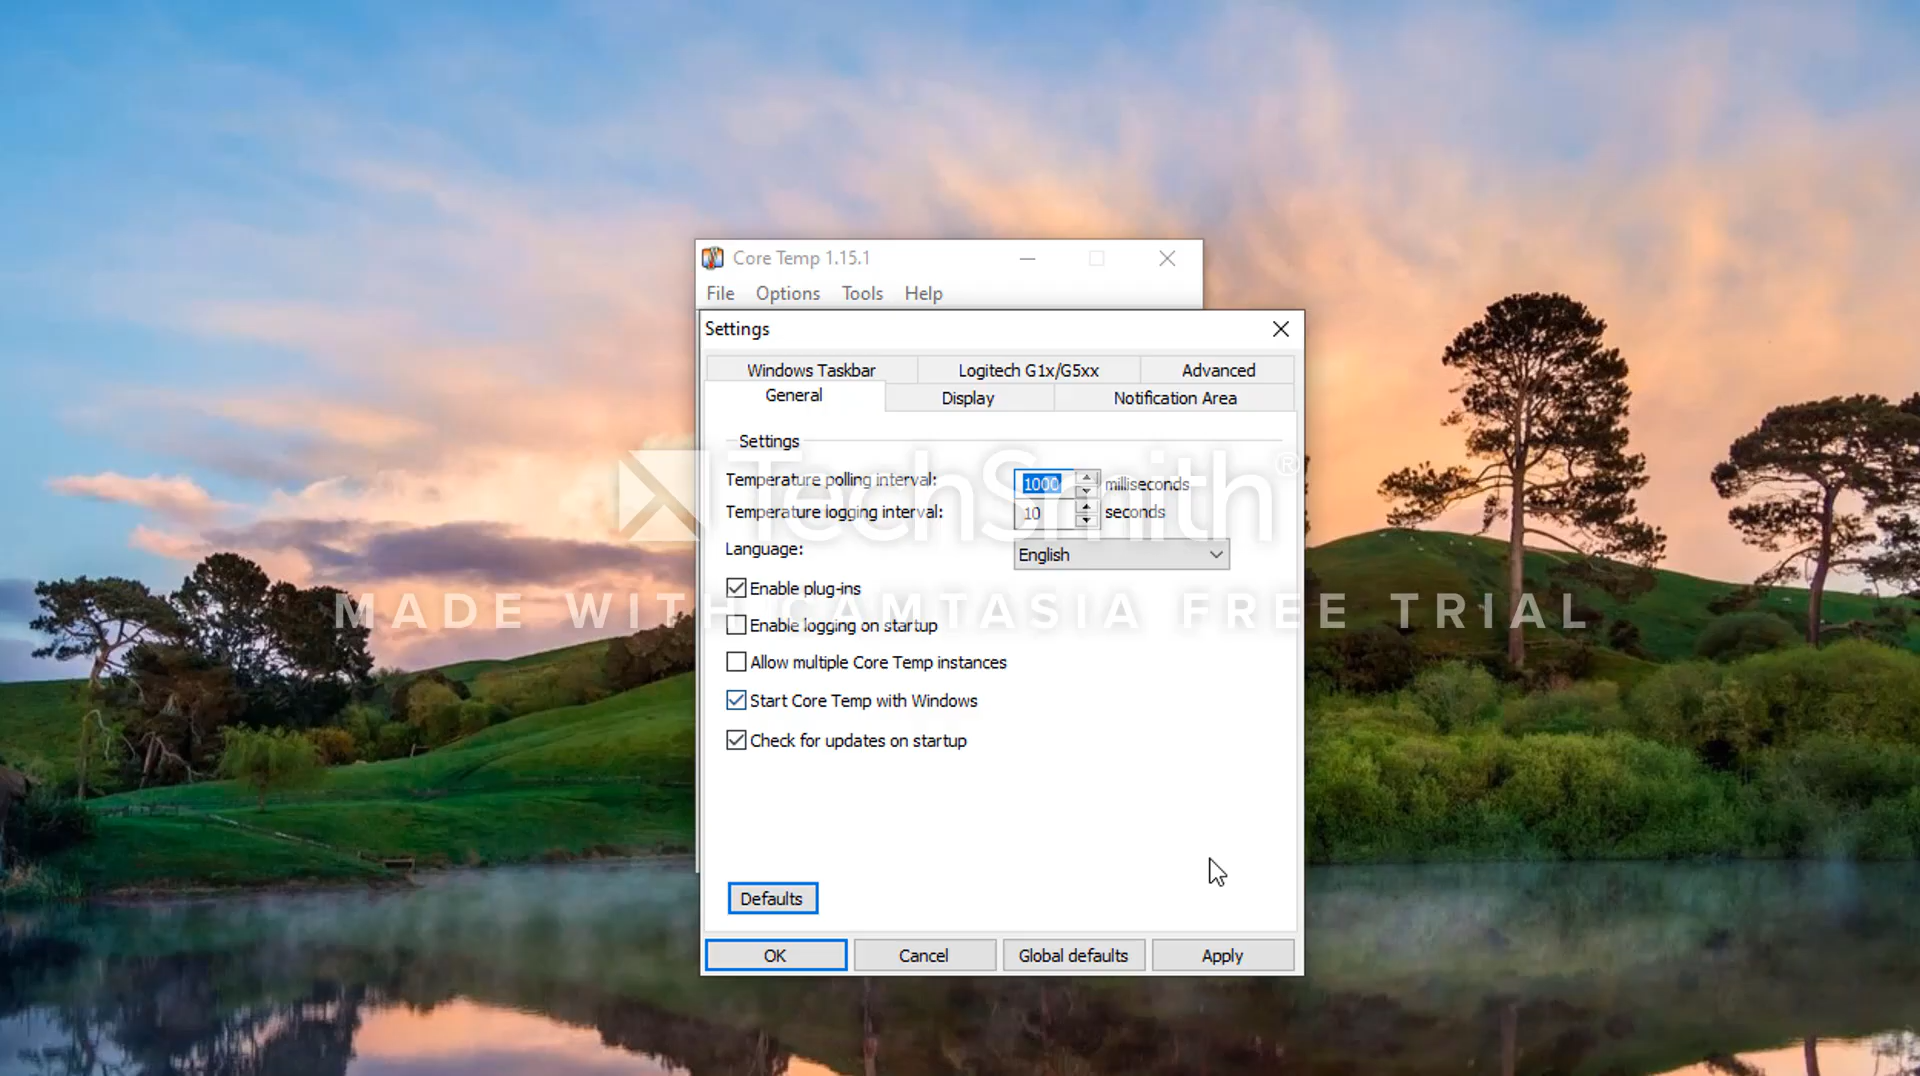 Core Temp 1.15.1
File Options Tools Help
Settings
Windows Taskbar Logitech G1x/G5xx Advanced
General Display Notification Area
Settings
Temperature polling interval: 1000 milliseconds
Temperature logging interval: 10 seconds
Language: English
Enable plug-ins
Enable logging on startup
Allow multiple Core Temp instances
Start Core Temp with Windows
Check for updates on startup
Defaults
OK Cancel Global defaults Apply
TechSmith®
MADE WITH CAMTASIA FREE TRIAL